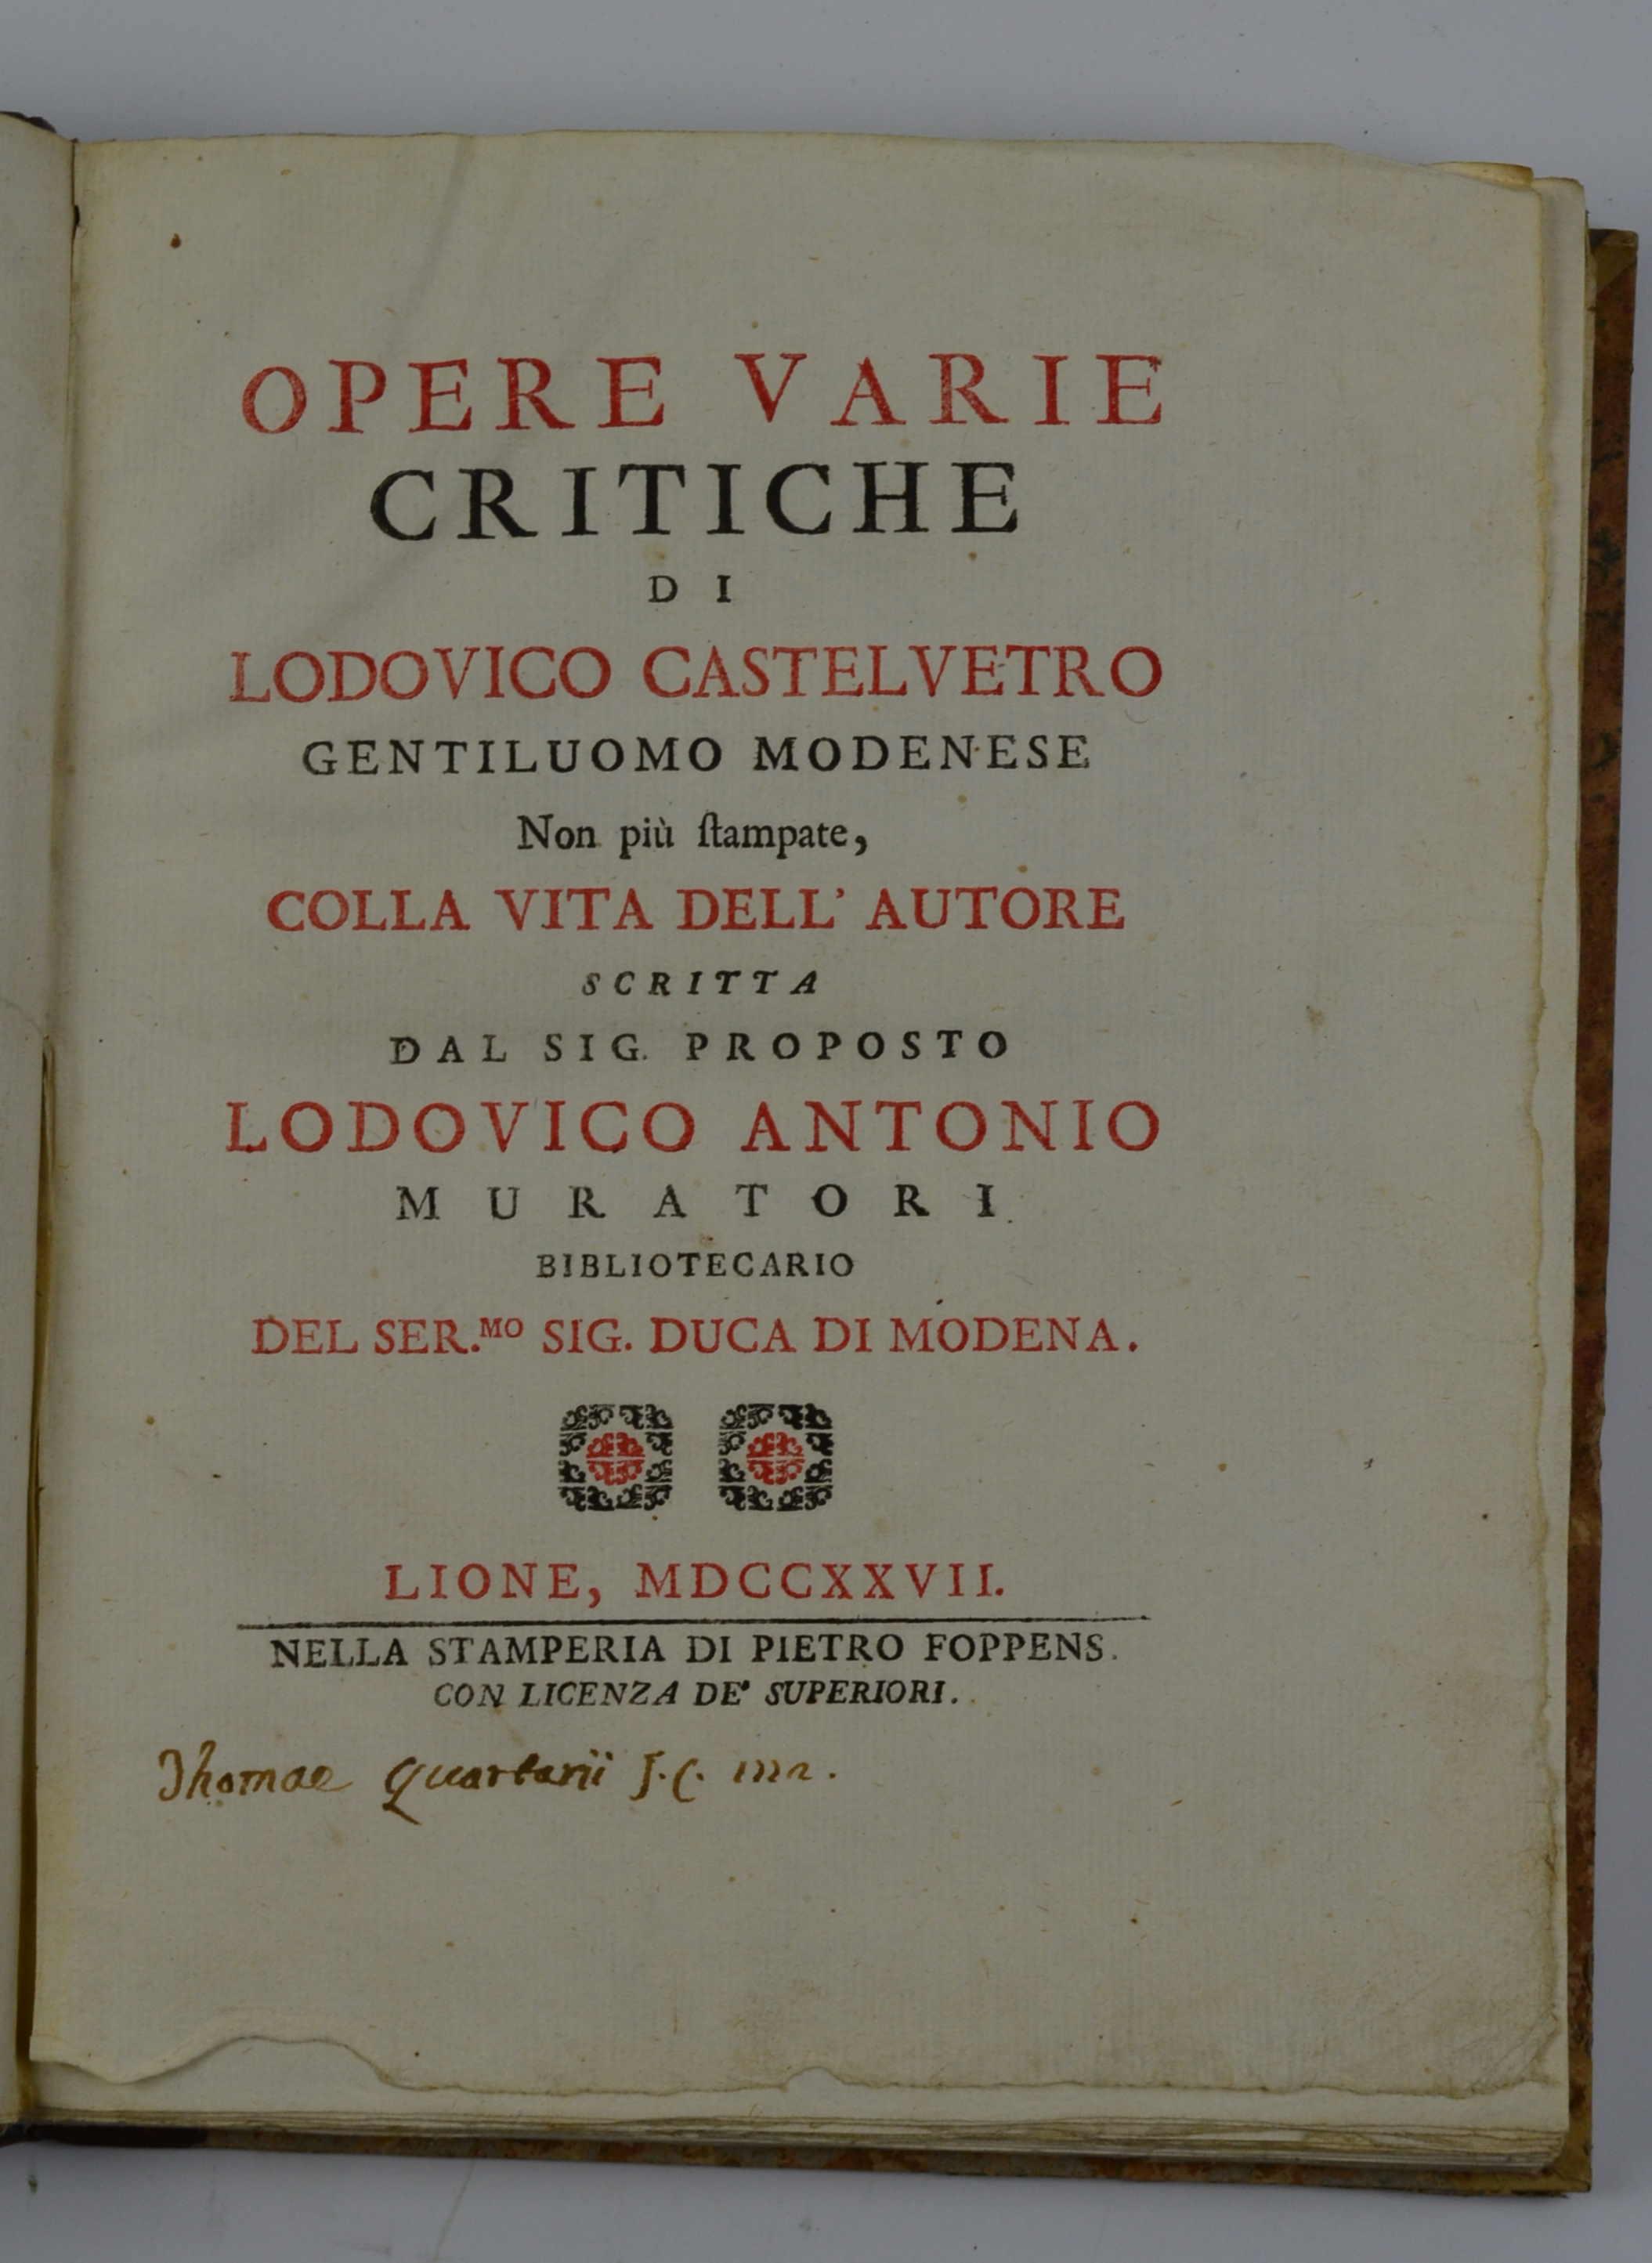 OPERE VARIE
CRITICHE
DI
LODOVICO CASTELVETRO
GENTILUOMO MODENESE
Non più ſtampate,
COLLA VITA DELL' AUTORE
SCRITTA
DAL SIG. PROPOSTO
LODOVICO ANTONIO
MURATORI
BIBLIOTECARIO
DEL SER.MO SIG. DUCA DI MODENA.
LIONE, MDCCXXVII.
NELLA STAMPERIA DI PIETRO FOPPENS.
CON LICENZA DE' SUPERIORI.
Thomae Quartarii J.C.